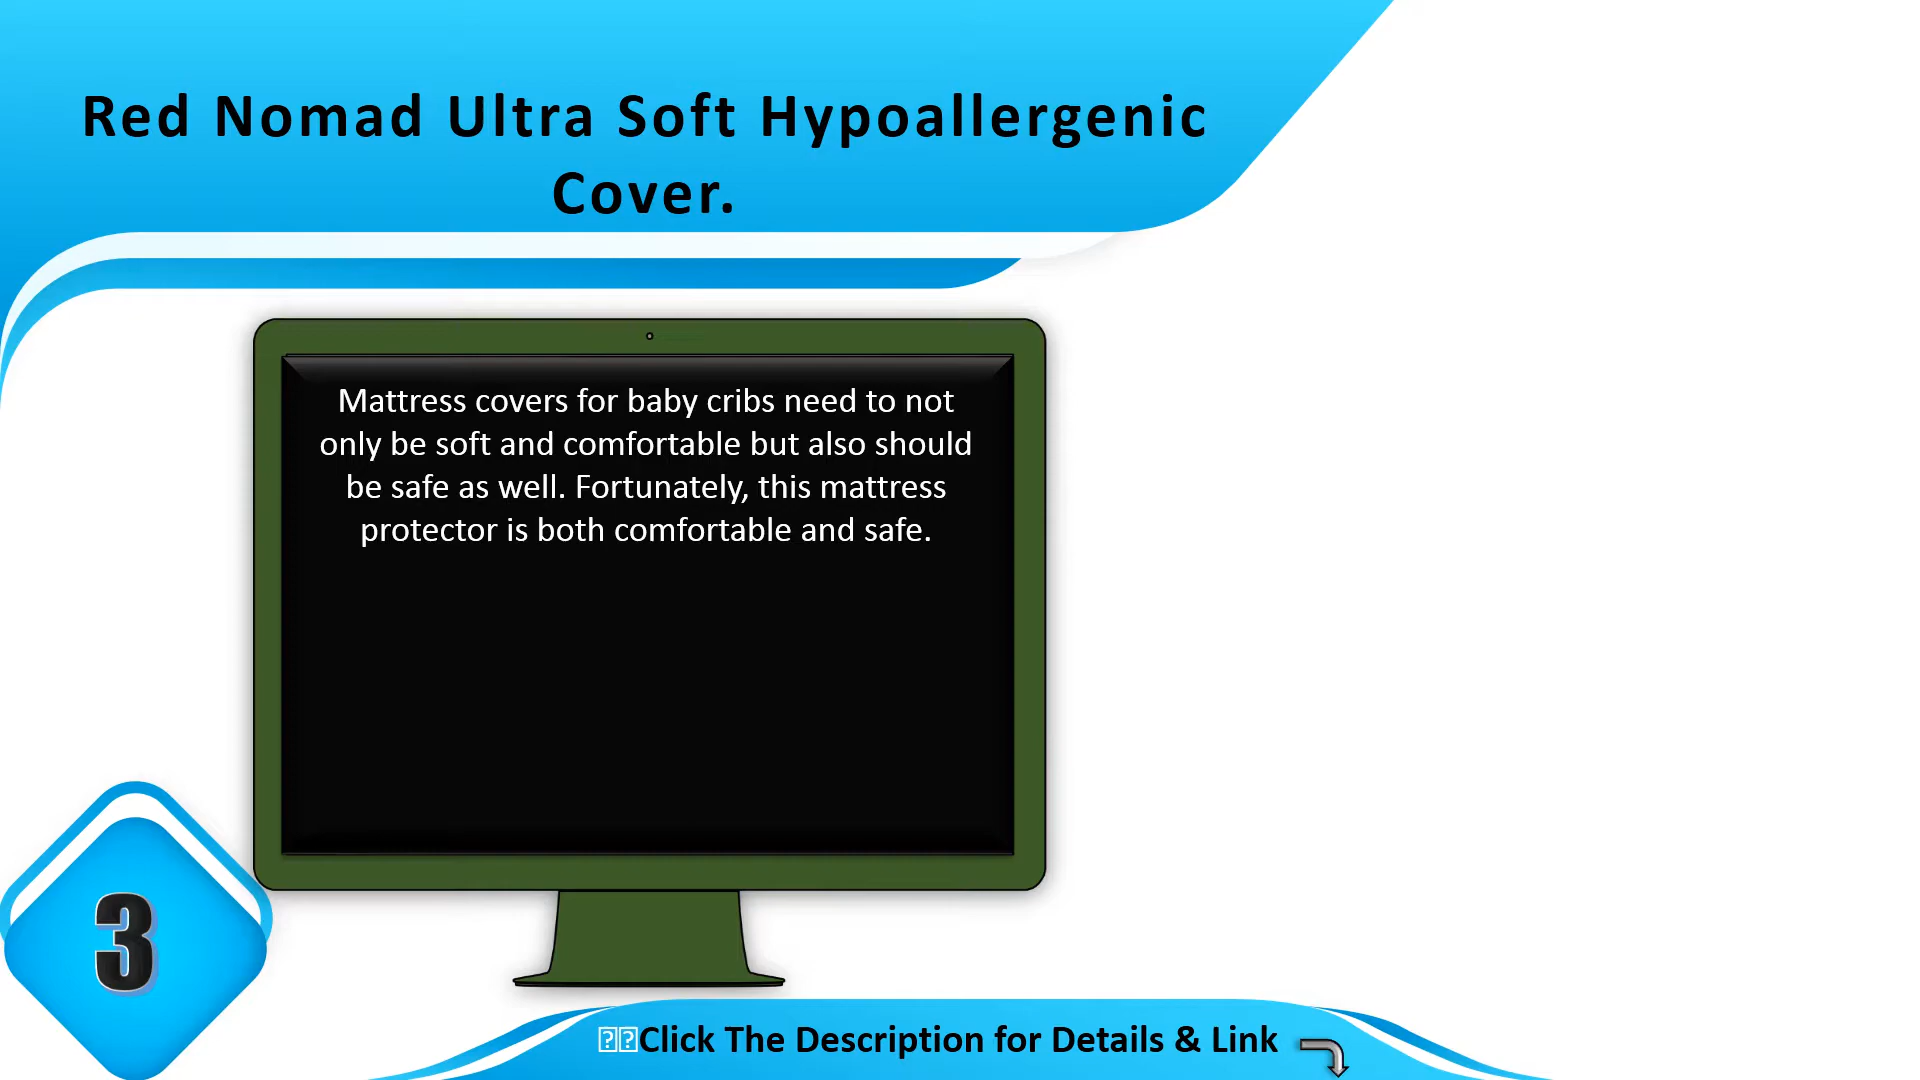 Red Nomad Ultra Soft Hypoallergenic
Cover.
Mattress covers for baby cribs need to not
only be soft and comfortable but also should
be safe as well. Fortunately, this mattress
protector is both comfortable and safe.
3
Click The Description for Details & Link